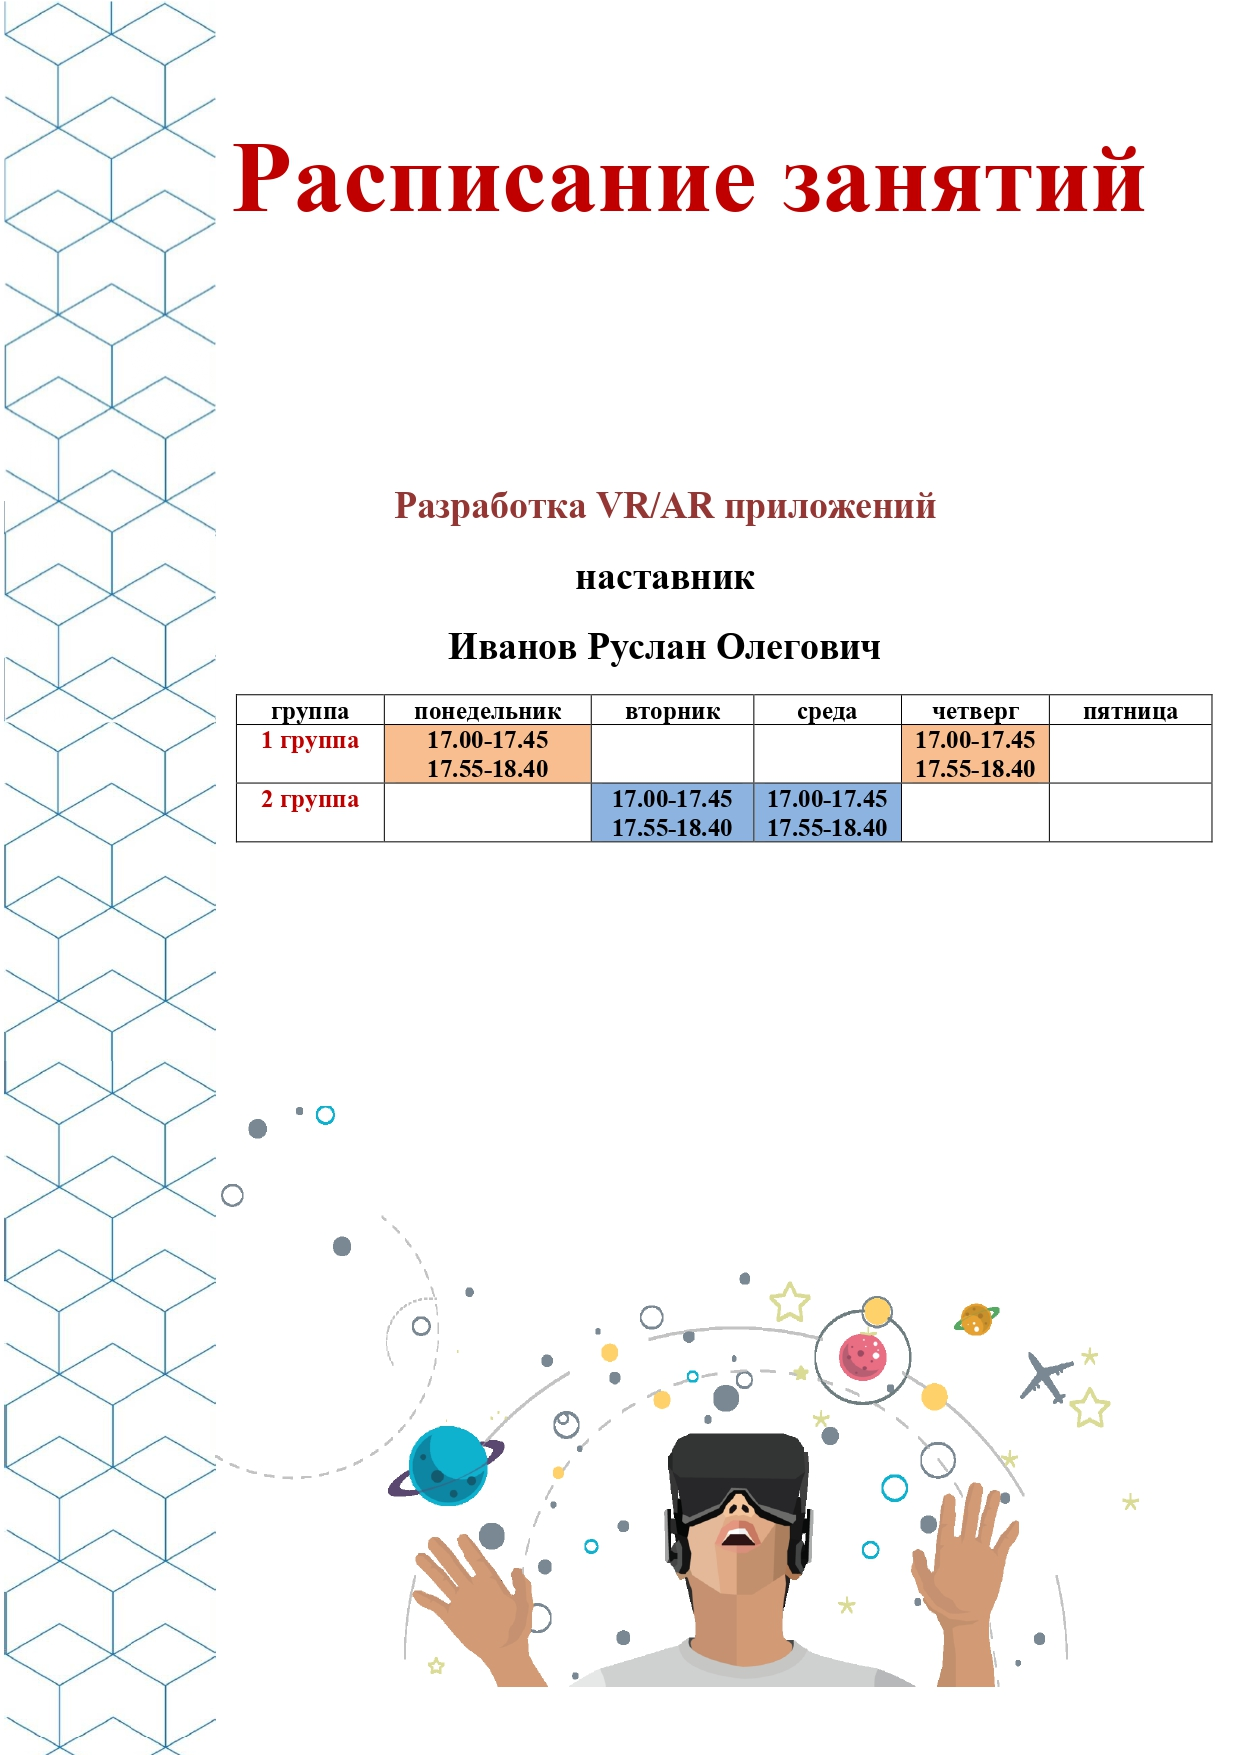 Расписание занятий
Разработка VR/AR приложений
наставник
Иванов Руслан Олегович
группа понедельник вторник среда четверг пятница
1 группа 17.00-17.45 17.00-17.45
17.55-18.40 17.55-18.40
2 группа 17.00-17.45 17.00-17.45
17.55-18.40 17.55-18.40